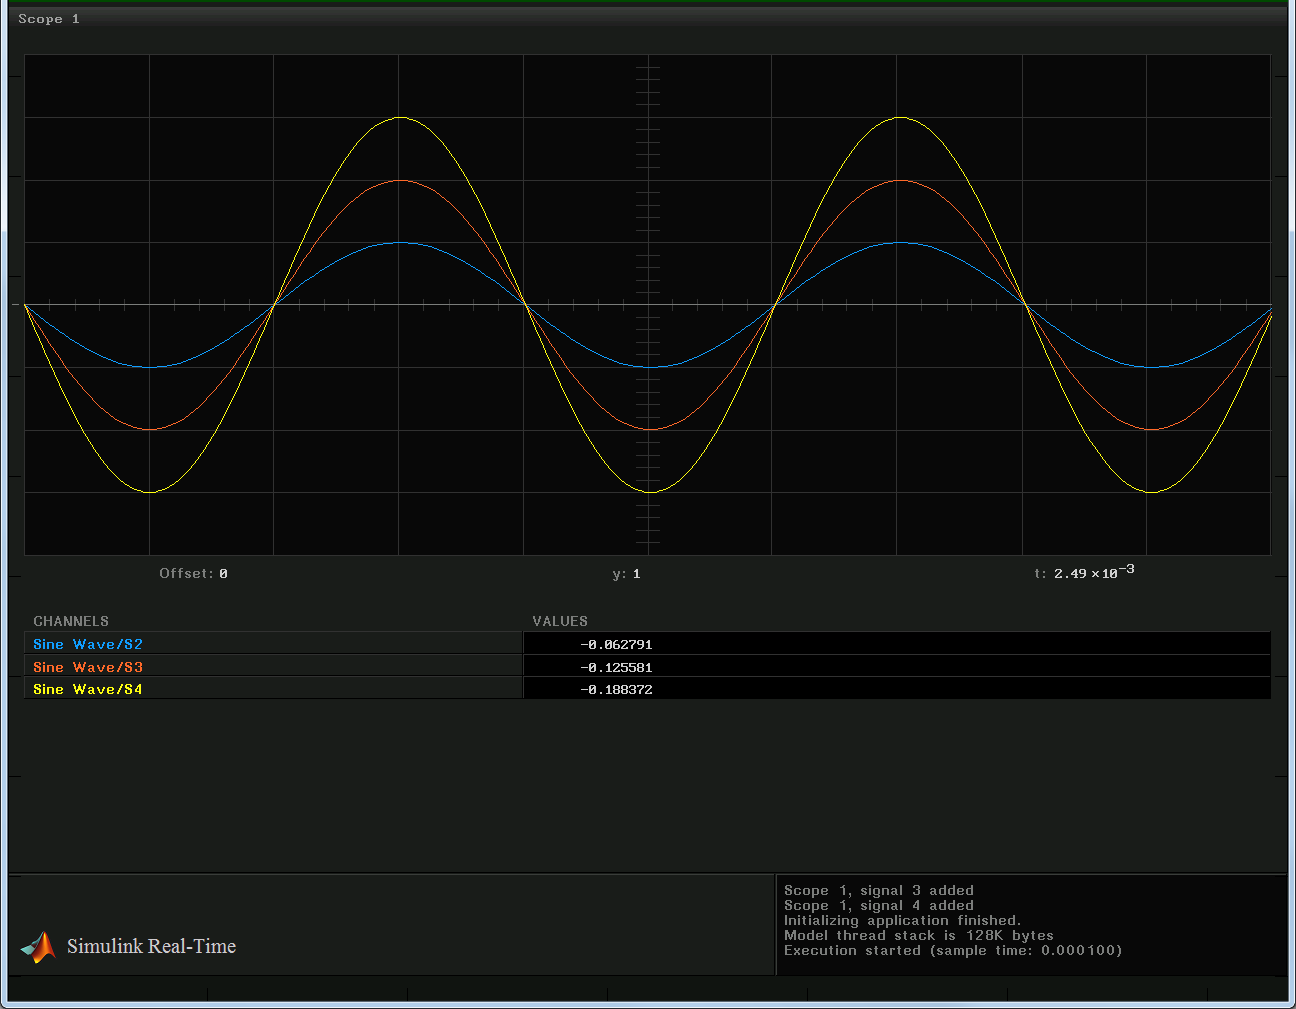 Scope 1
Offset: 0 y: 1 t: 2.49 ×10⁻³
CHANNELS VALUES
Sine Wave/S2 -0.062791
Sine Wave/S3 -0.125581
Sine Wave/S4 -0.188372
Scope 1, signal 3 added
Scope 1, signal 4 added
Initializing application finished.
Model thread stack is 128K bytes
Execution started (sample time: 0.000100)
Simulink Real-Time